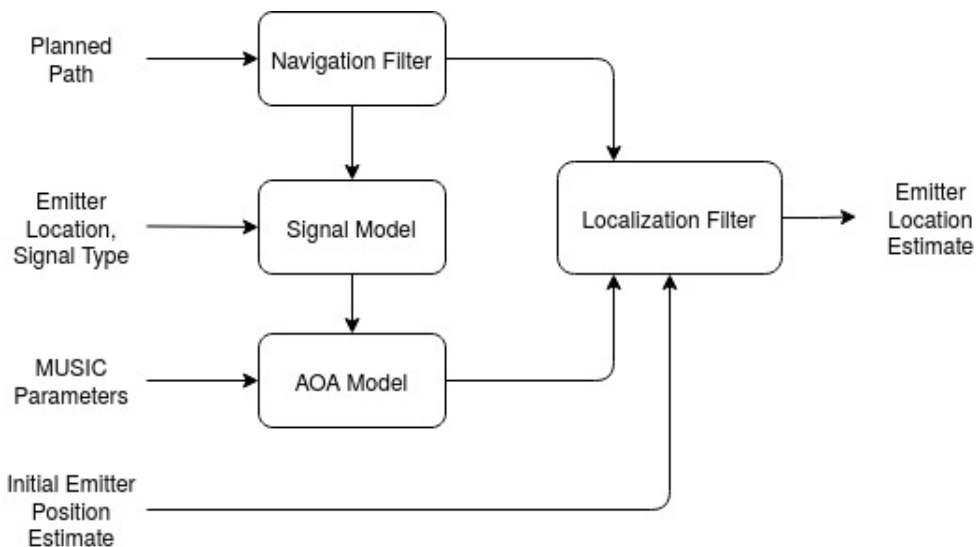 Planned
Path
Navigation Filter
Emitter
Location,
Signal Type
Signal Model
Localization Filter
Emitter
Location
Estimate
MUSIC
Parameters
AOA Model
Initial Emitter
Position
Estimate